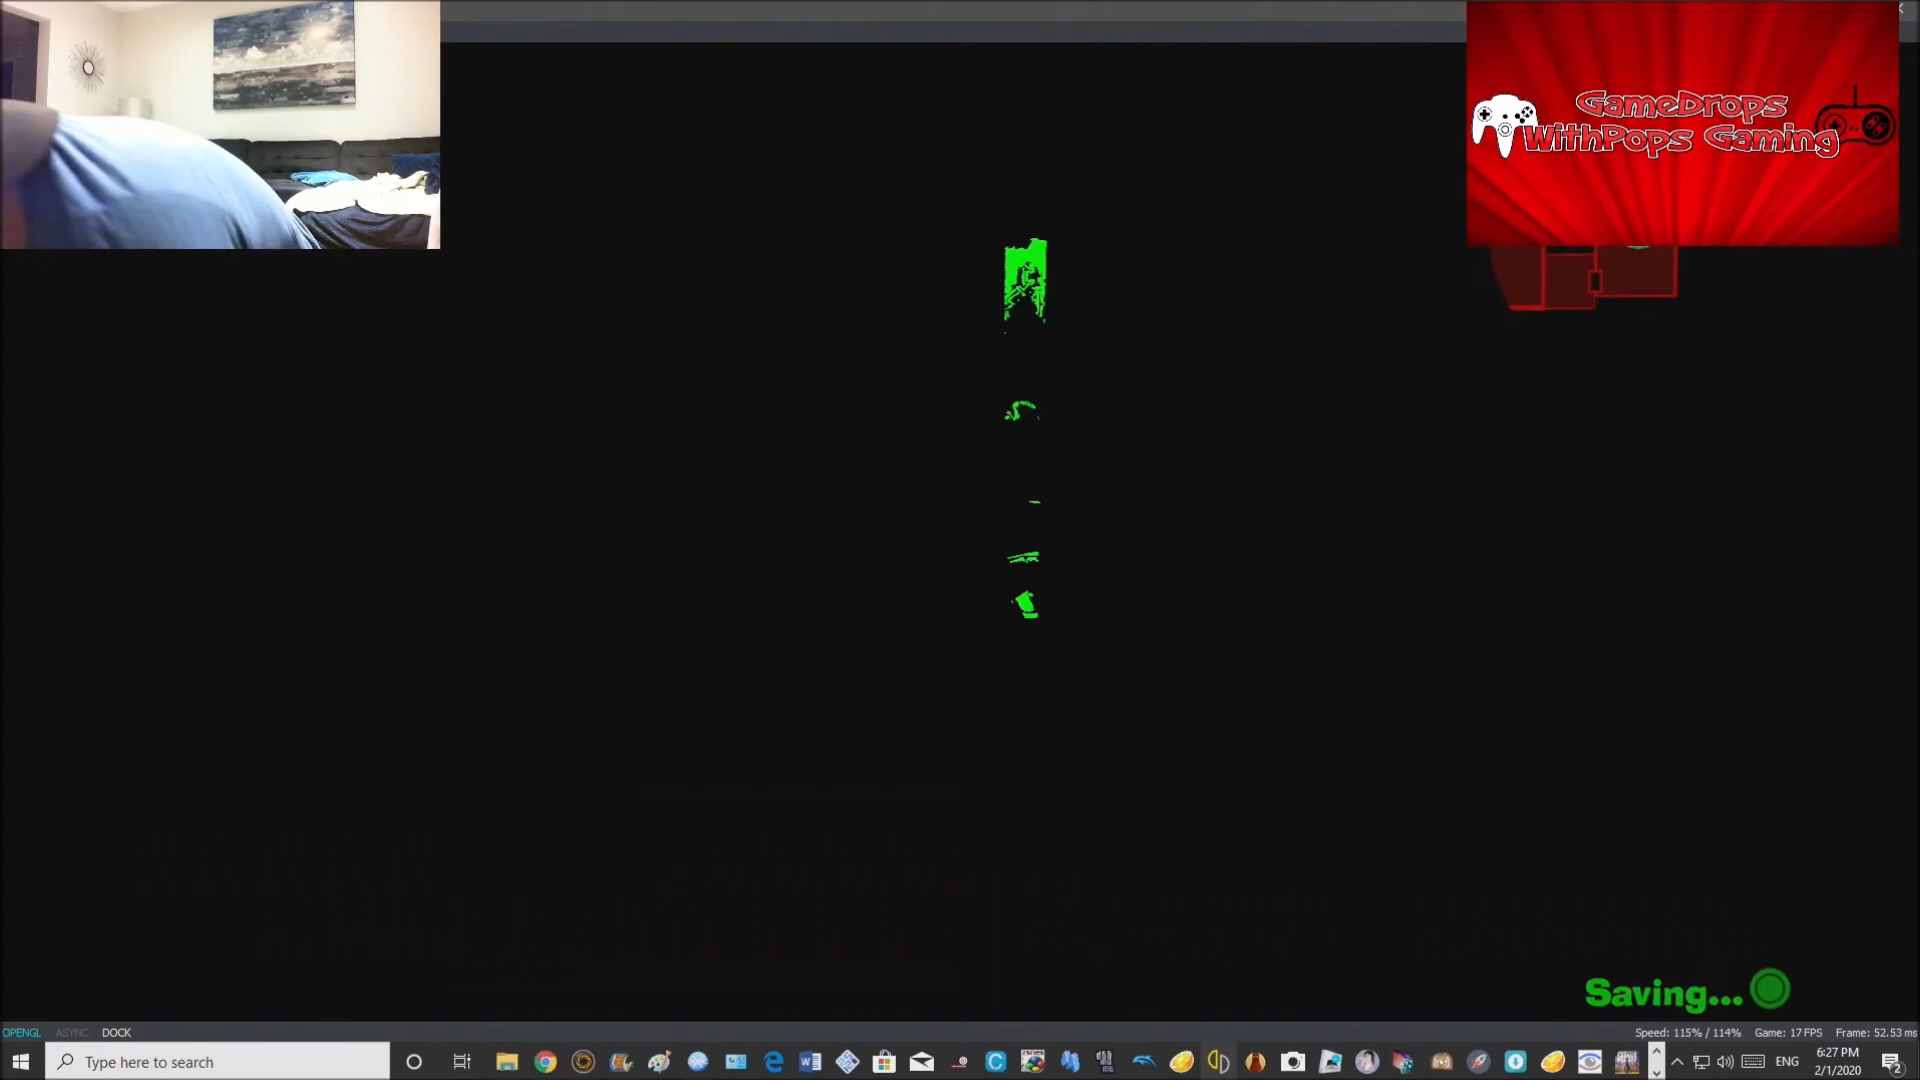 GameDrops
WithPops Gaming
Saving...
OPENGL ASYNC DOCK
Speed: 115% / 114% Game: 17 FPS Frame: 52.53 ms
Type here to search
ENG
6:27 PM
2/1/2020
2